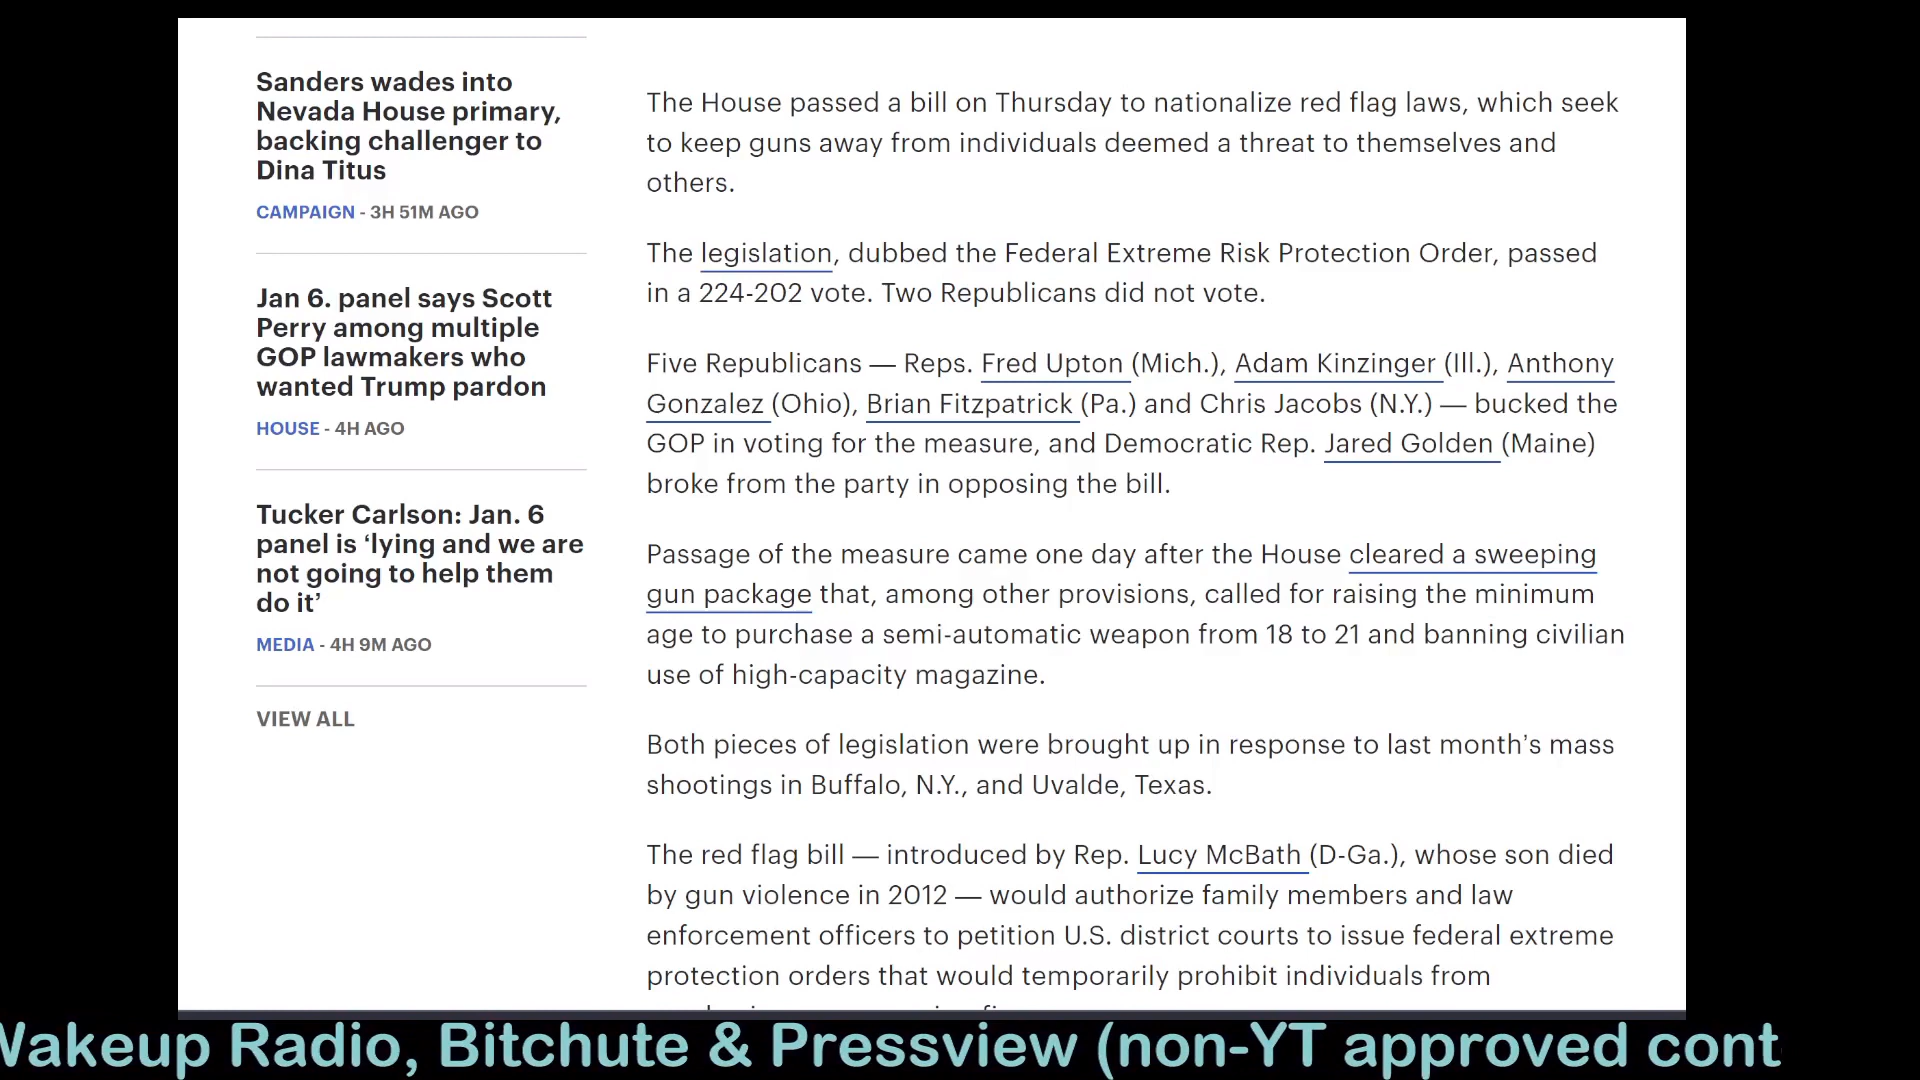 Sanders wades into
Nevada House primary,
backing challenger to
Dina Titus
CAMPAIGN - 3H 51M AGO
Jan 6. panel says Scott
Perry among multiple
GOP lawmakers who
wanted Trump pardon
HOUSE - 4H AGO
Tucker Carlson: Jan. 6
panel is ‘lying and we are
not going to help them
do it’
MEDIA - 4H 9M AGO
VIEW ALL
The House passed a bill on Thursday to nationalize red flag laws, which seek
to keep guns away from individuals deemed a threat to themselves and
others.
The legislation, dubbed the Federal Extreme Risk Protection Order, passed
in a 224-202 vote. Two Republicans did not vote.
Five Republicans — Reps. Fred Upton (Mich.), Adam Kinzinger (Ill.), Anthony
Gonzalez (Ohio), Brian Fitzpatrick (Pa.) and Chris Jacobs (N.Y.) — bucked the
GOP in voting for the measure, and Democratic Rep. Jared Golden (Maine)
broke from the party in opposing the bill.
Passage of the measure came one day after the House cleared a sweeping
gun package that, among other provisions, called for raising the minimum
age to purchase a semi-automatic weapon from 18 to 21 and banning civilian
use of high-capacity magazine.
Both pieces of legislation were brought up in response to last month’s mass
shootings in Buffalo, N.Y., and Uvalde, Texas.
The red flag bill — introduced by Rep. Lucy McBath (D-Ga.), whose son died
by gun violence in 2012 — would authorize family members and law
enforcement officers to petition U.S. district courts to issue federal extreme
protection orders that would temporarily prohibit individuals from
Wakeup Radio, Bitchute & Pressview (non-YT approved cont